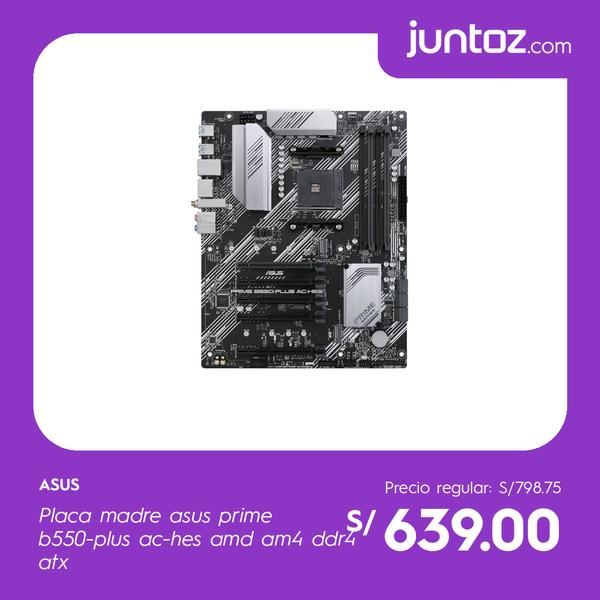 juntoz.com
ASUS
PRIME B550-PLUS AC-HES
PRIME
ASUS
Precio regular: S/798.75
Placa madre asus prime
b550-plus ac-hes amd am4 ddr4
atx
S/ 639.00